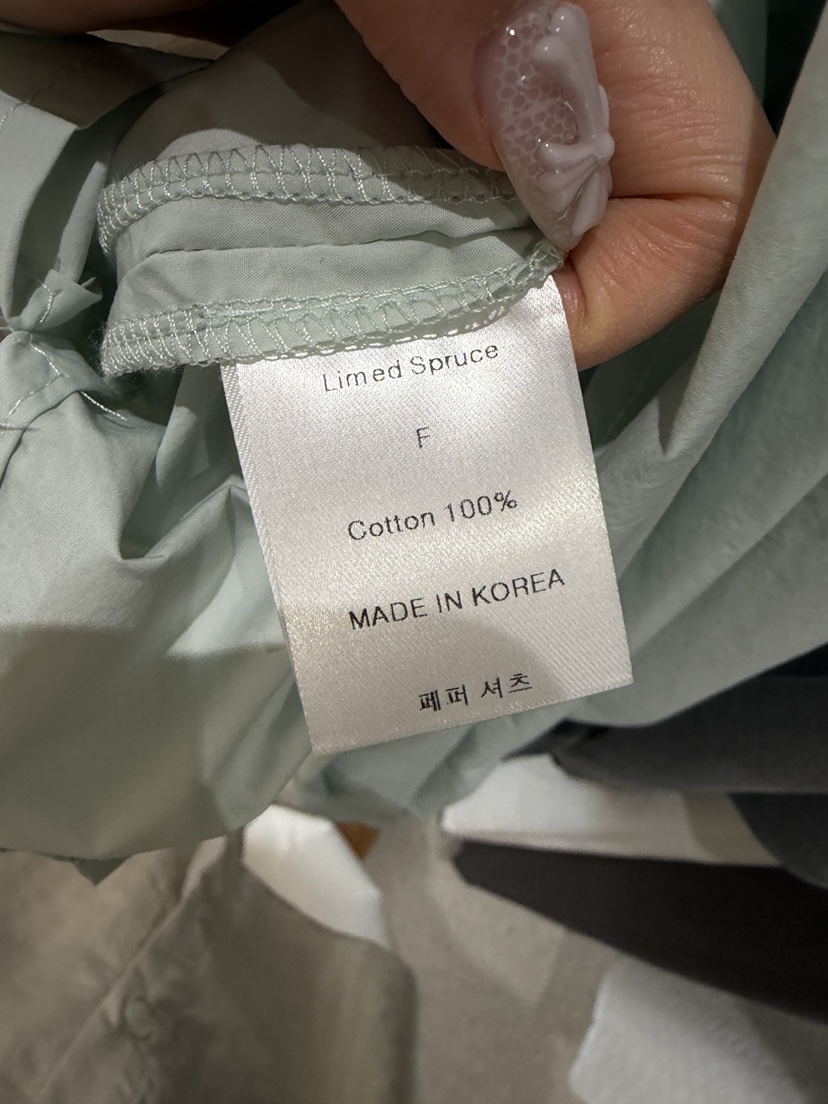 Limed Spruce
F
Cotton 100%
MADE IN KOREA
페퍼 셔츠